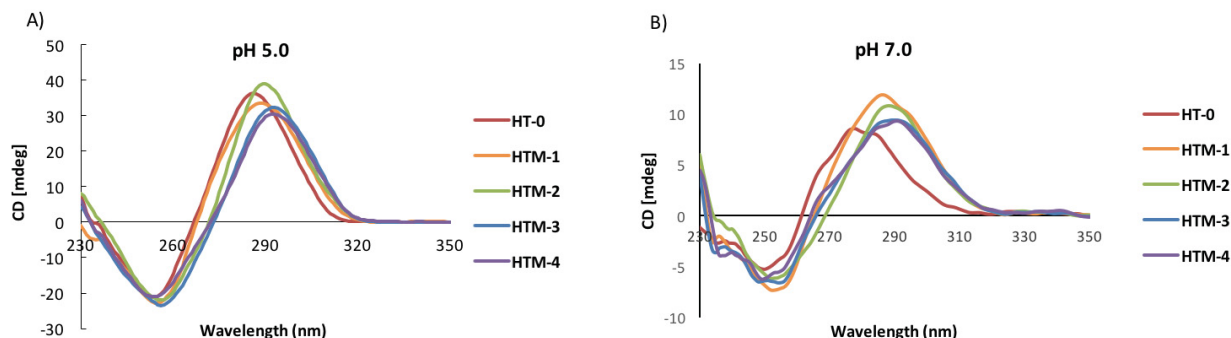 A)
pH 5.0
CD [mdeg]
50
40
30
20
10
0
-10
-20
-30
230
260
290
320
350
Wavelength (nm)
HT-0
HTM-1
HTM-2
HTM-3
HTM-4
B)
pH 7.0
CD [mdeg]
15
10
5
0
-5
-10
230
250
270
290
310
330
350
Wavelength (nm)
HT-0
HTM-1
HTM-2
HTM-3
HTM-4